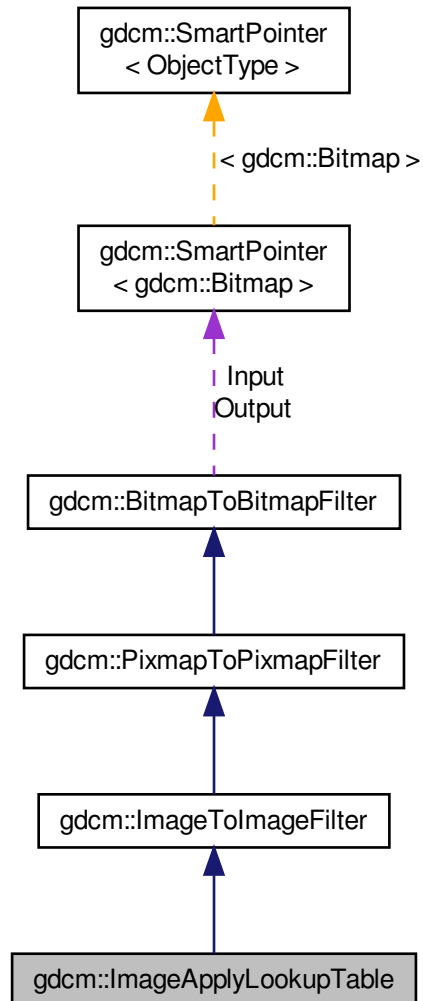 gdcm::SmartPointer
< ObjectType >
< gdcm::Bitmap >
gdcm::SmartPointer
< gdcm::Bitmap >
Input
Output
gdcm::BitmapToBitmapFilter
gdcm::PixmapToPixmapFilter
gdcm::ImageToImageFilter
gdcm::ImageApplyLookupTable